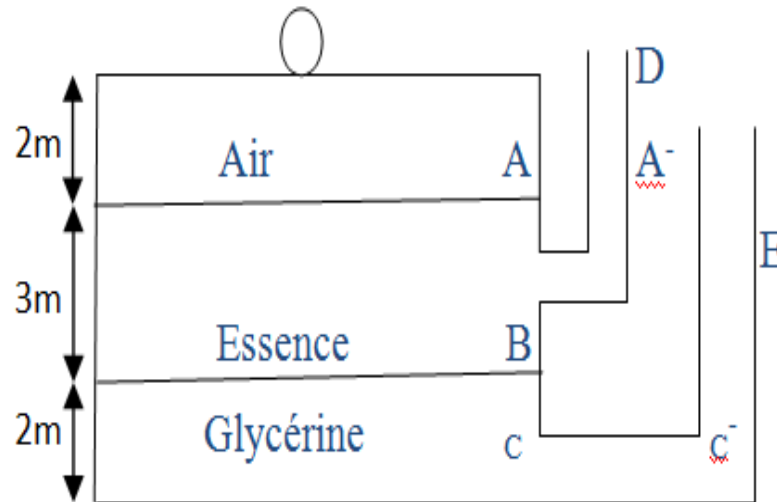 D
2m Air A A-
E
3m
Essence B
2m Glycérine C C-